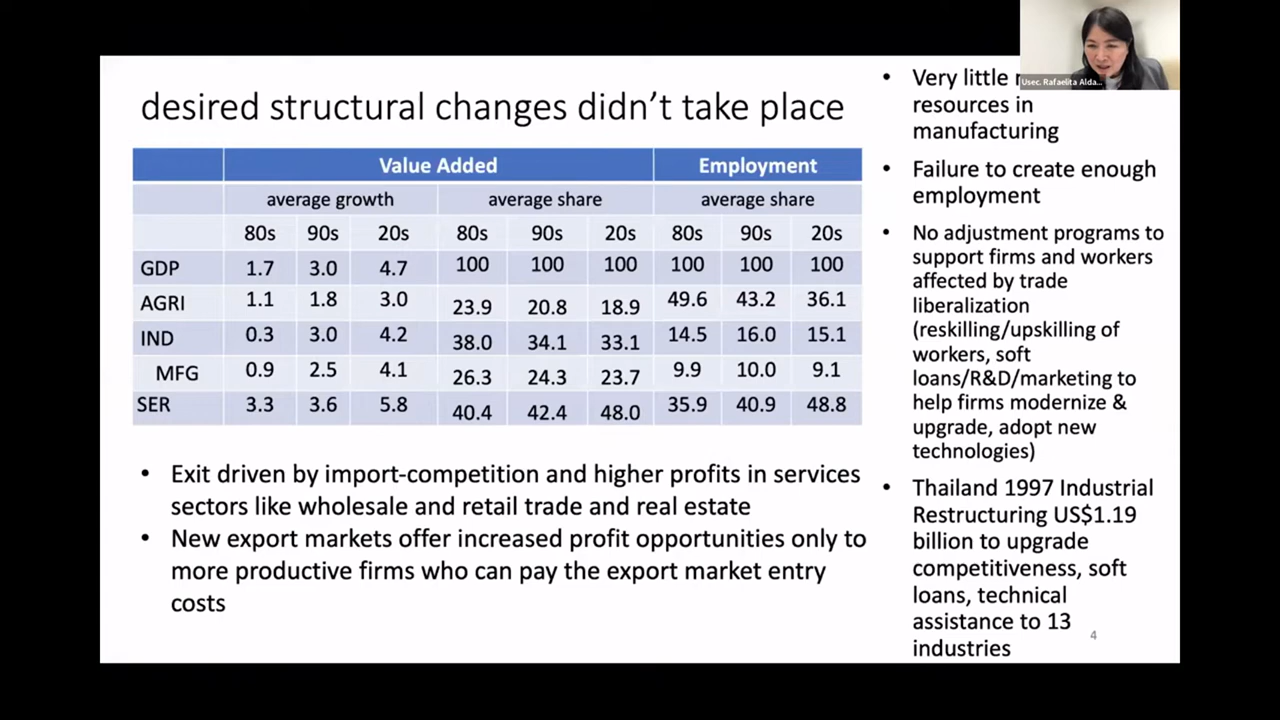 desired structural changes didn't take place
Value Added Employment
average growth average share average share
80s 90s 20s 80s 90s 20s 80s 90s 20s
GDP 1.7 3.0 4.7 100 100 100 100 100 100
AGRI 1.1 1.8 3.0 23.9 20.8 18.9 49.6 43.2 36.1
IND 0.3 3.0 4.2 38.0 34.1 33.1 14.5 16.0 15.1
MFG 0.9 2.5 4.1 26.3 24.3 23.7 9.9 10.0 9.1
SER 3.3 3.6 5.8 40.4 42.4 48.0 35.9 40.9 48.8
• Exit driven by import-competition and higher profits in services
sectors like wholesale and retail trade and real estate
• New export markets offer increased profit opportunities only to
more productive firms who can pay the export market entry
costs
Usec. Rafaelita Alda...
• Very little
resources in
manufacturing
• Failure to create enough
employment
• No adjustment programs to
support firms and workers
affected by trade
liberalization
(reskilling/upskilling of
workers, soft
loans/R&D/marketing to
help firms modernize &
upgrade, adopt new
technologies)
• Thailand 1997 Industrial
Restructuring US$1.19
billion to upgrade
competitiveness, soft
loans, technical
assistance to 13
industries
4